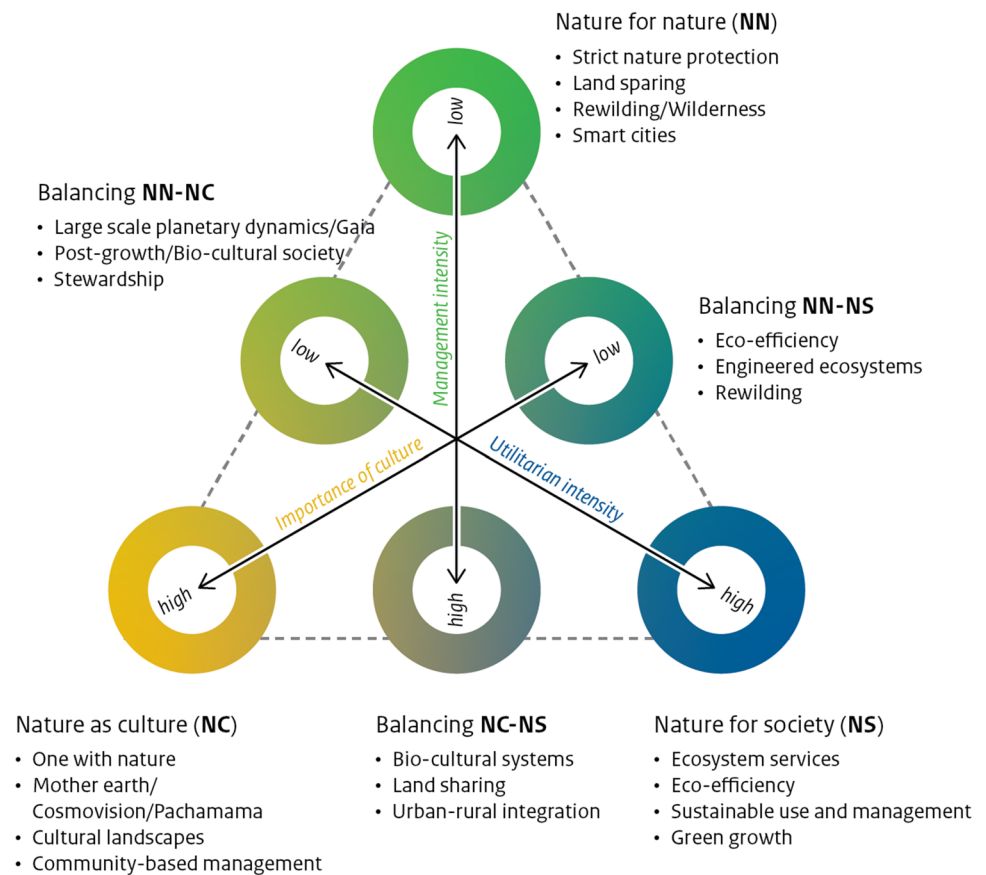 Nature for nature (NN)
• Strict nature protection
• Land sparing
• Rewilding/Wilderness
• Smart cities
low
Balancing NN-NC
• Large scale planetary dynamics/Gaia
• Post-growth/Bio-cultural society
• Stewardship
Management intensity
Balancing NN-NS
• Eco-efficiency
• Engineered ecosystems
• Rewilding
low
low
Importance of culture
Utilitarian intensity
high
high
high
Nature as culture (NC)
• One with nature
• Mother earth/
Cosmovision/Pachamama
• Cultural landscapes
• Community-based management
Balancing NC-NS
• Bio-cultural systems
• Land sharing
• Urban-rural integration
Nature for society (NS)
• Ecosystem services
• Eco-efficiency
• Sustainable use and management
• Green growth